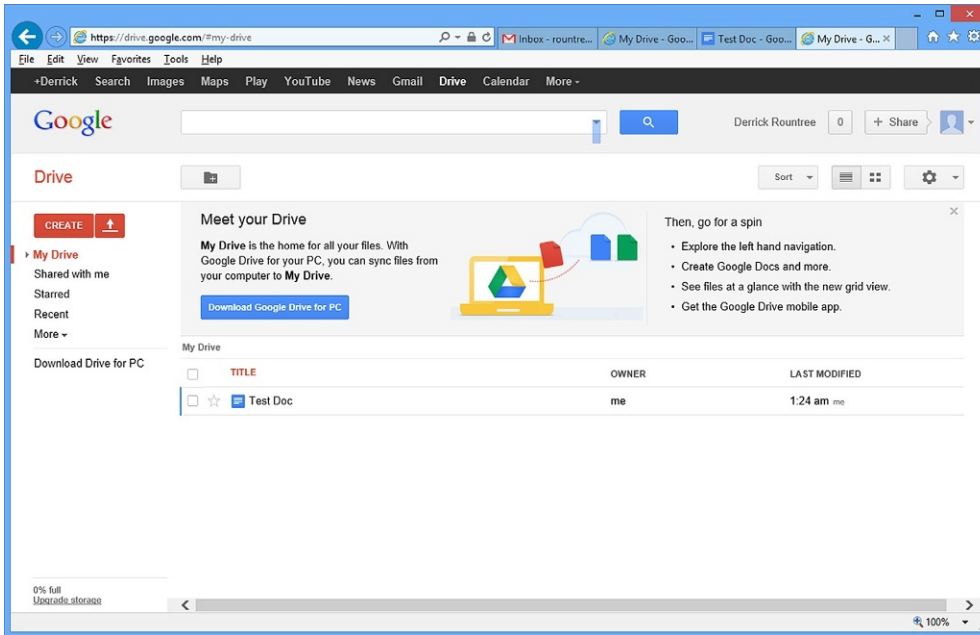 https://drive.google.com/#my-drive
Inbox - rountre...
My Drive - Goo...
Test Doc - Goo...
My Drive - G...
File Edit View Favorites Tools Help
+Derrick Search Images Maps Play YouTube News Gmail Drive Calendar More
Google
Derrick Rountree 0 + Share
Drive
Sort
CREATE
My Drive
Shared with me
Starred
Recent
More
Download Drive for PC
Meet your Drive
My Drive is the home for all your files. With
Google Drive for your PC, you can sync files from
your computer to My Drive.
Download Google Drive for PC
Then, go for a spin
• Explore the left hand navigation.
• Create Google Docs and more.
• See files at a glance with the new grid view.
• Get the Google Drive mobile app.
My Drive
TITLE OWNER LAST MODIFIED
Test Doc me 1:24 am me
0% full
Upgrade storage
100%